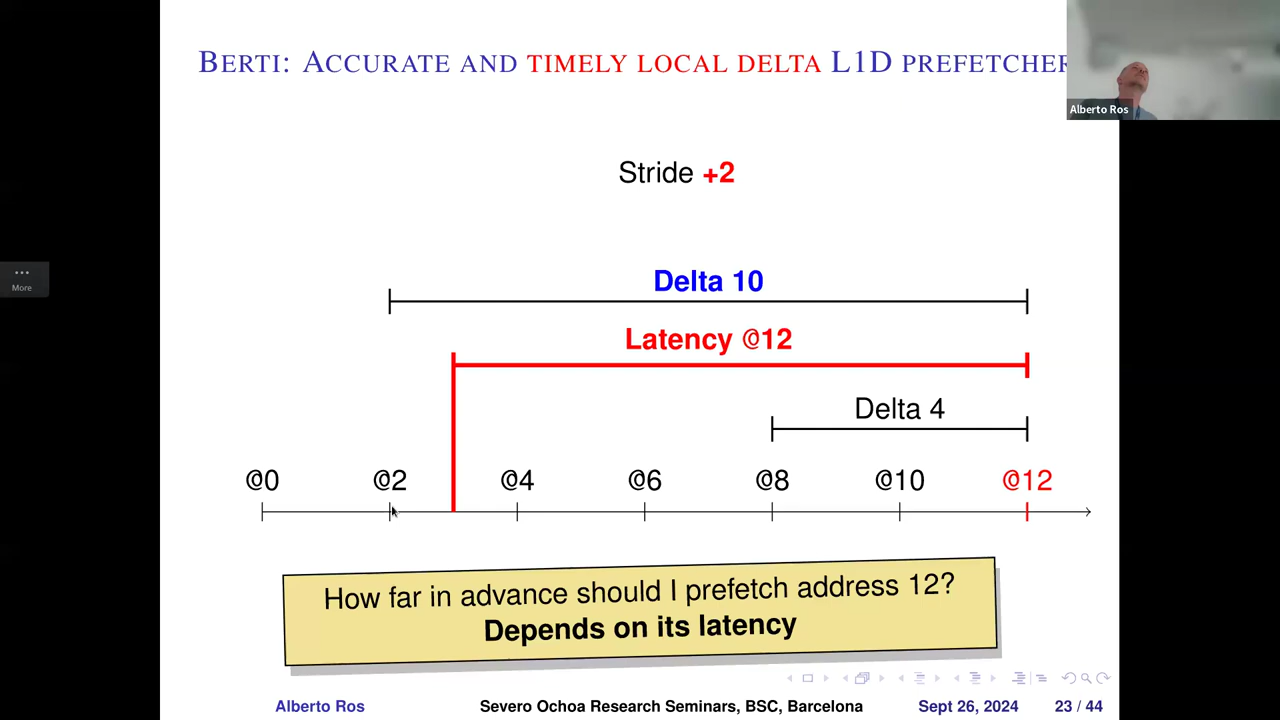 BERTI: ACCURATE AND TIMELY LOCAL DELTA L1D PREFETCHER
Alberto Ros
Stride +2
••• 
More
Delta 10
Latency @12
Delta 4
@0 @2 @4 @6 @8 @10 @12
How far in advance should I prefetch address 12?
Depends on its latency
Alberto Ros Severo Ochoa Research Seminars, BSC, Barcelona Sept 26, 2024 23 / 44